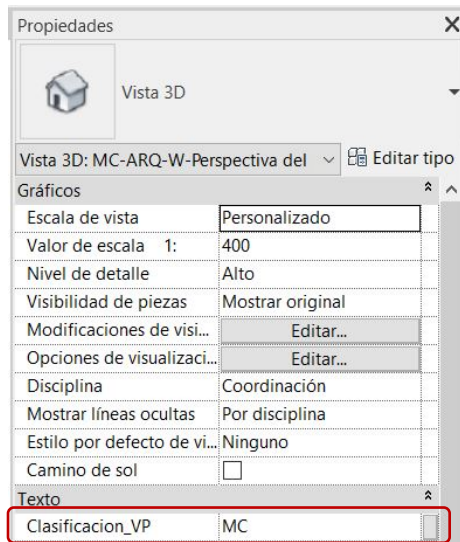 Propiedades X
Vista 3D
Vista 3D: MC-ARQ-W-Perspectiva del Editar tipo
Gráficos
Escala de vista Personalizado
Valor de escala 1: 400
Nivel de detalle Alto
Visibilidad de piezas Mostrar original
Modificaciones de visi... Editar...
Opciones de visualizaci... Editar...
Disciplina Coordinación
Mostrar líneas ocultas Por disciplina
Estilo por defecto de vi... Ninguno
Camino de sol
Texto
Clasificacion_VP MC